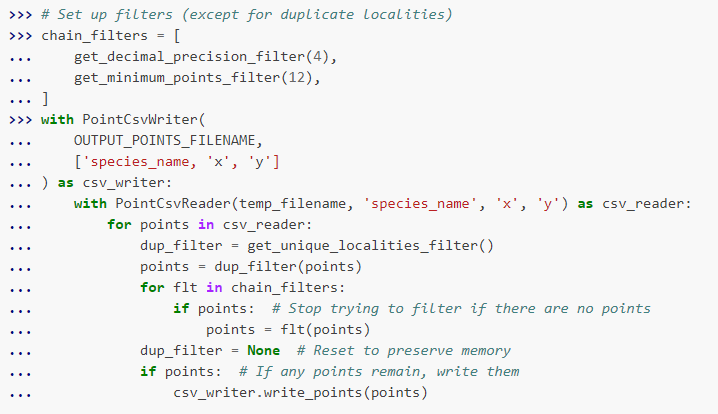 >>> # Set up filters (except for duplicate localities)
>>> chain_filters = [
...     get_decimal_precision_filter(4),
...     get_minimum_points_filter(12),
... ]
>>> with PointCsvWriter(
...     OUTPUT_POINTS_FILENAME,
...     ['species_name, 'x', 'y']
... ) as csv_writer:
...     with PointCsvReader(temp_filename, 'species_name', 'x', 'y') as csv_reader:
...         for points in csv_reader:
...             dup_filter = get_unique_localities_filter()
...             points = dup_filter(points)
...             for flt in chain_filters:
...                 if points:  # Stop trying to filter if there are no points
...                     points = flt(points)
...             dup_filter = None  # Reset to preserve memory
...             if points:  # If any points remain, write them
...                 csv_writer.write_points(points)